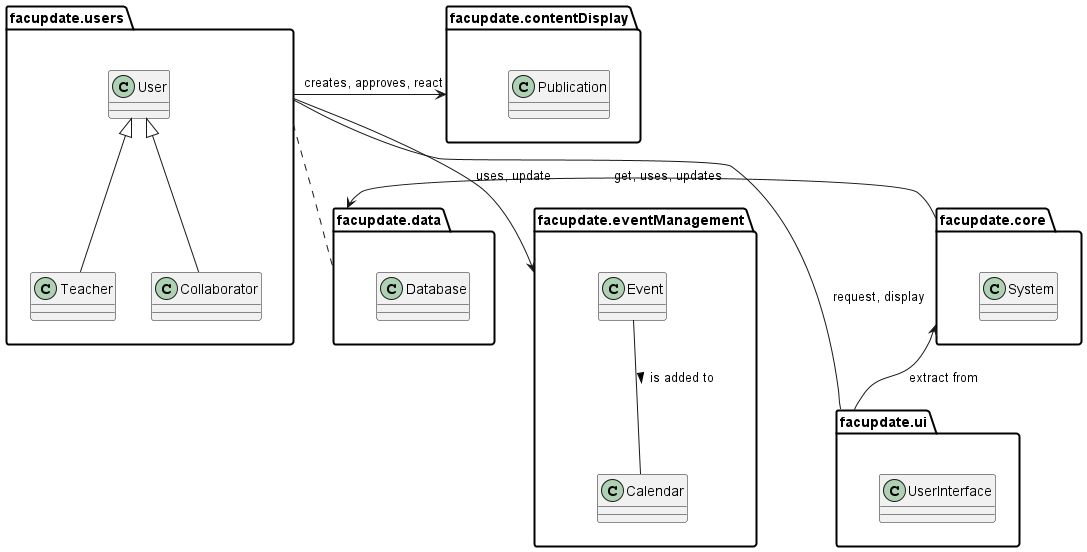 facupdate.users
facupdate.contentDisplay
C User
creates, approves, react
C Publication
uses, update
get, uses, updates
facupdate.data
facupdate.eventManagement
facupdate.core
C Teacher
C Collaborator
C Database
C Event
request, display
C System
is added to
extract from
facupdate.ui
C Calendar
C UserInterface